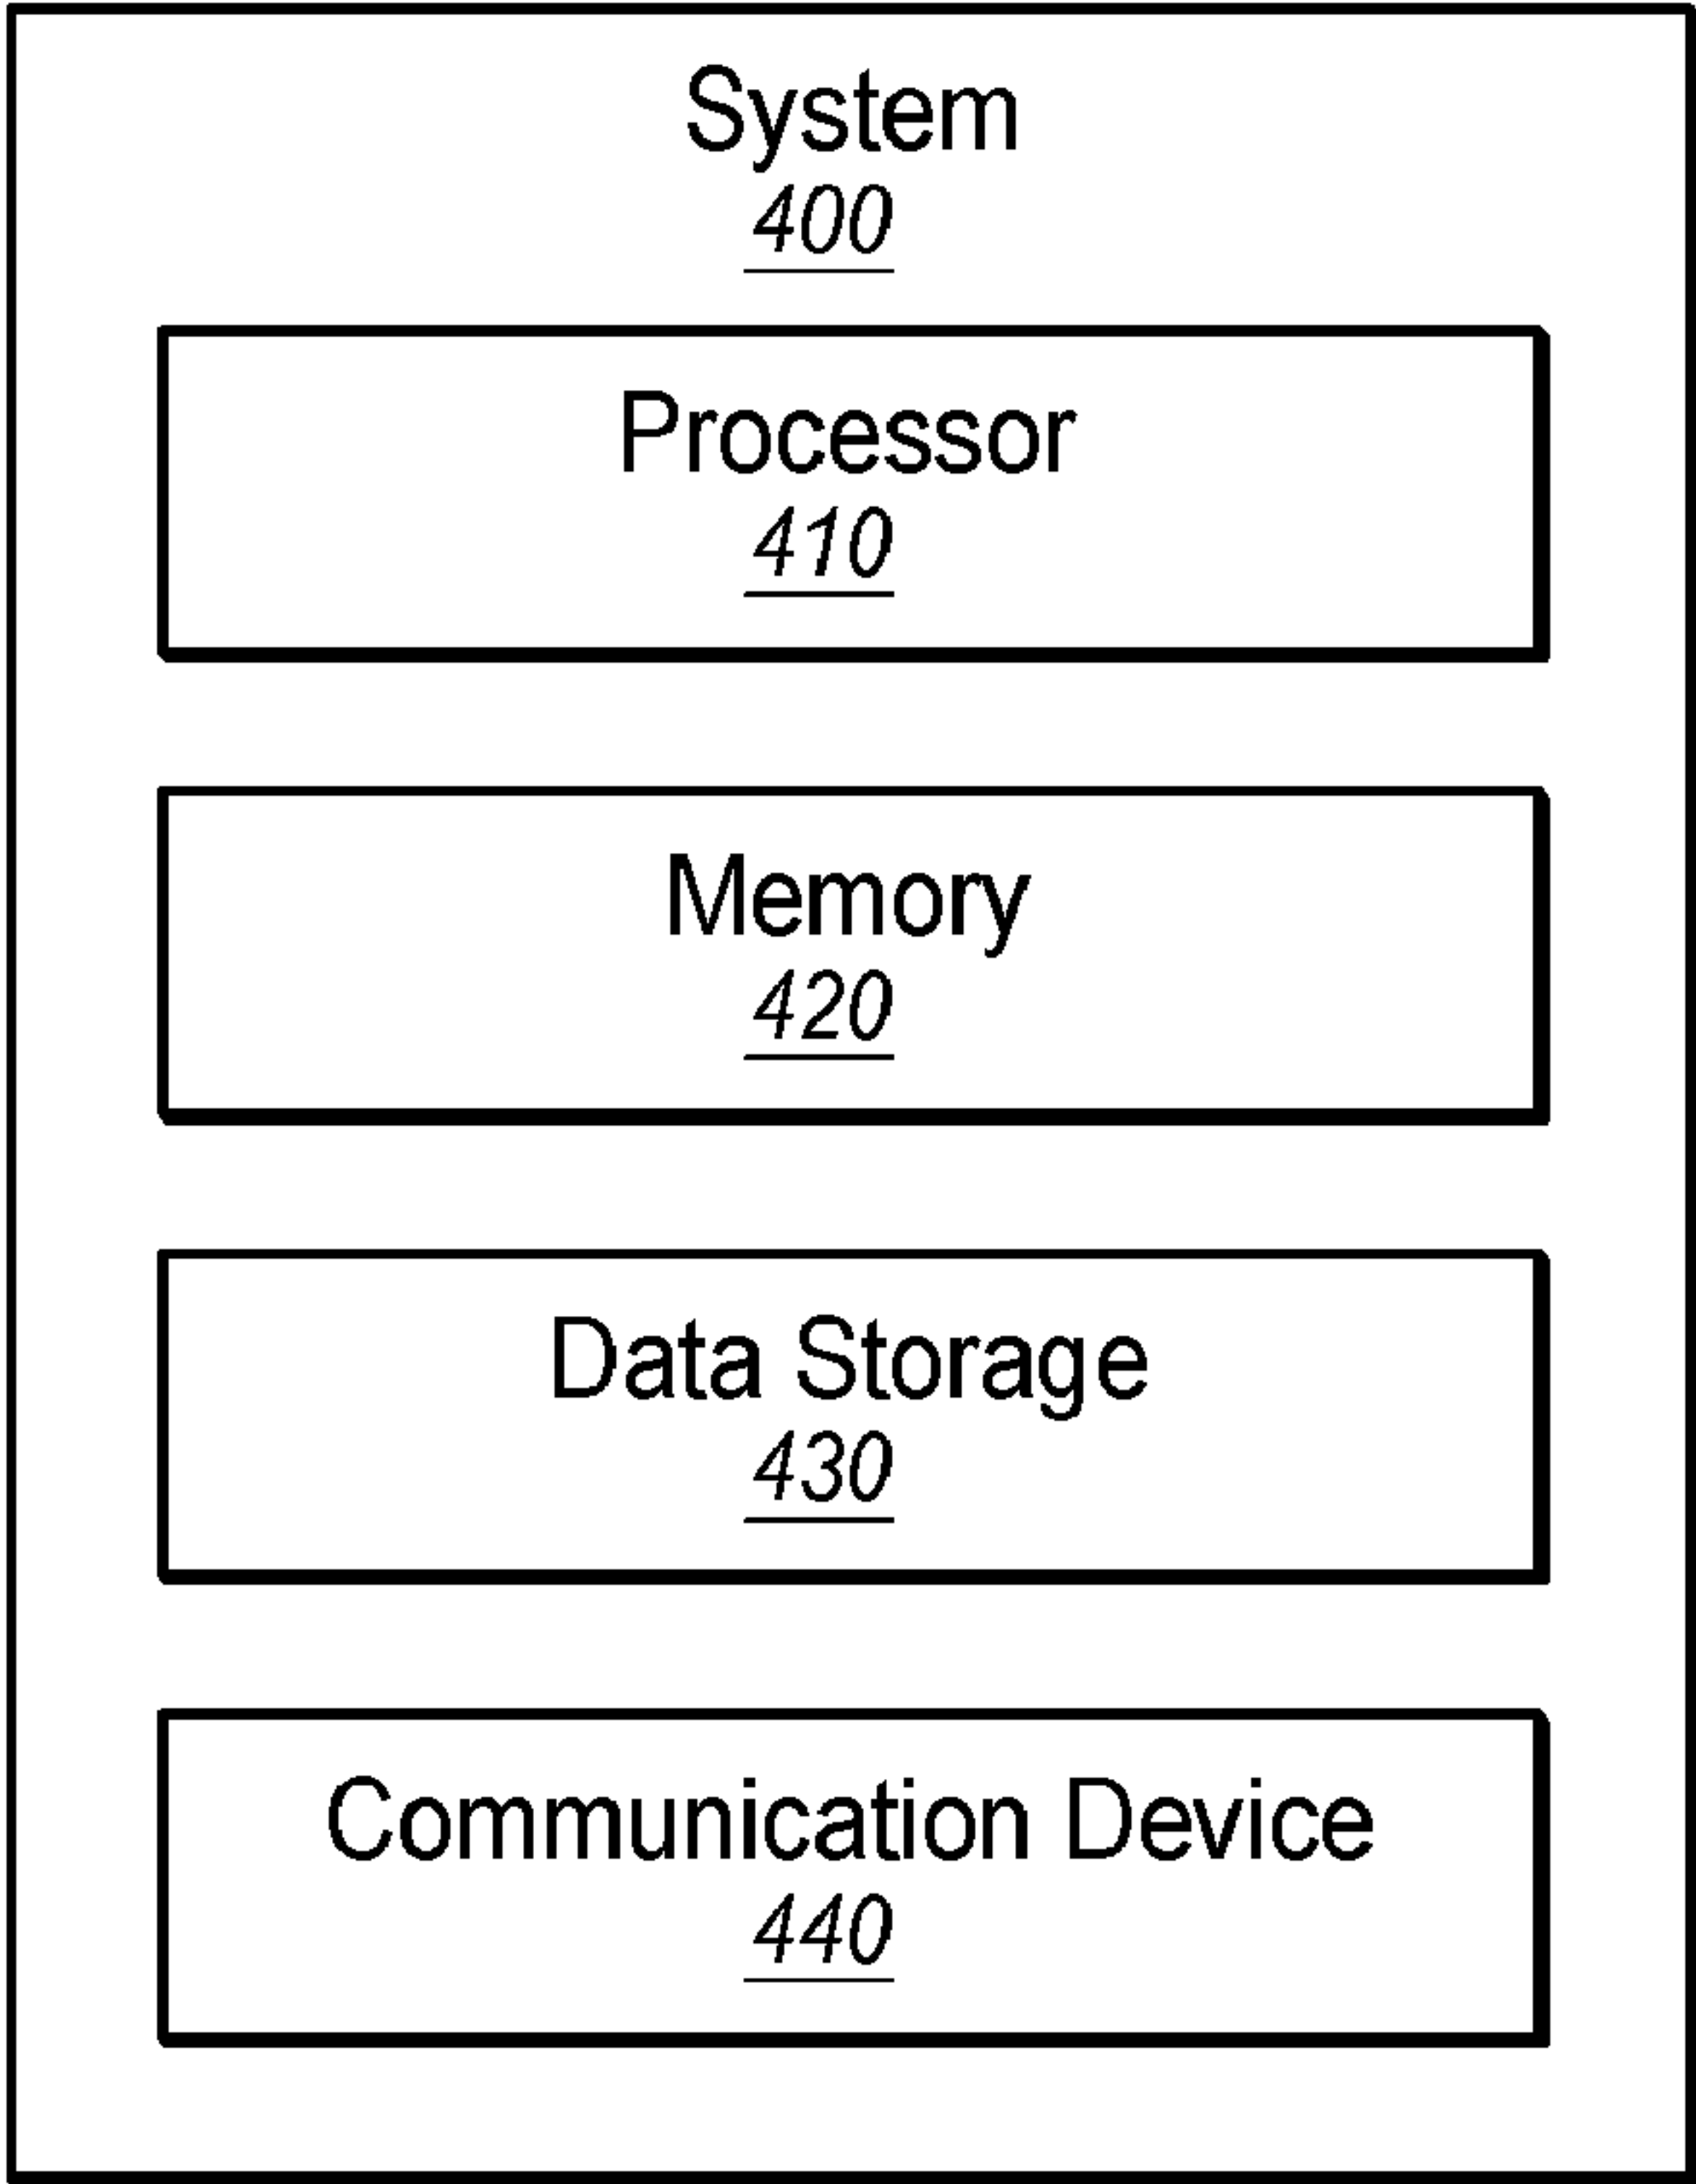 System
400
Processor
410
Memory
420
Data Storage
430
Communication Device
440